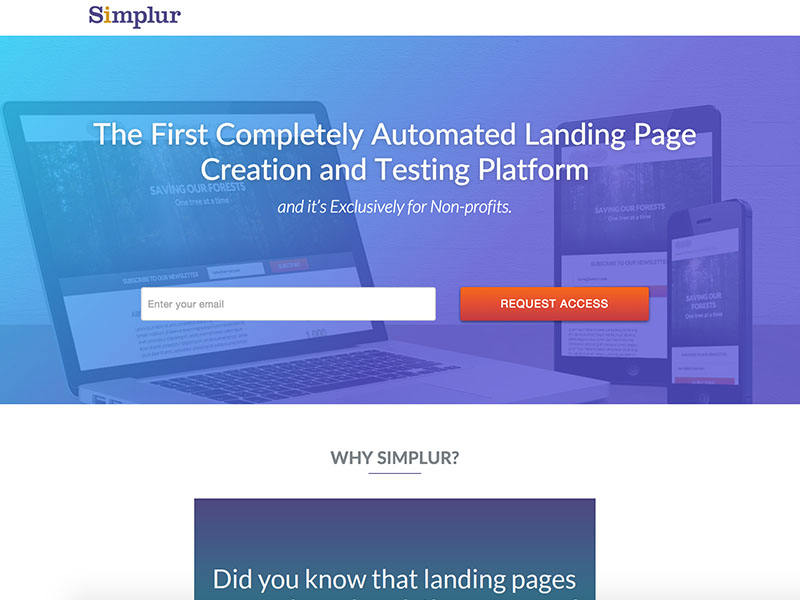 Simplur
The First Completely Automated Landing Page
Creation and Testing Platform
and it's Exclusively for Non-profits.
SAVING OUR FORESTS
One tree at a time
SAVING OUR FORESTS
One tree at a time
SUBSCRIBE TO OUR NEWSLETTER
SUBSCRIBE
SUBSCRIBE TO OUR NEWSLETTER
SAVING OUR
FORESTS
One tree at a time
Enter your email
REQUEST ACCESS
1,000
WHY SIMPLUR?
Did you know that landing pages